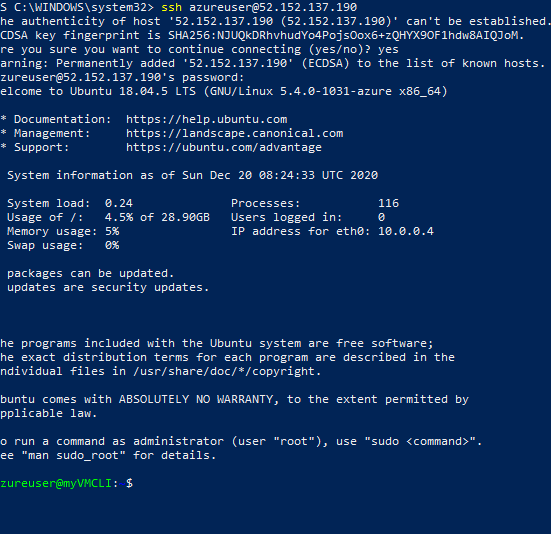 S C:\WINDOWS\system32> ssh azureuser@52.152.137.190
he authenticity of host '52.152.137.190 (52.152.137.190)' can't be established.
CDSA key fingerprint is SHA256:NJUQkDRhvhudYo4PojsOox6+zQHYX9OF1hdw8AIQJoM.
re you sure you want to continue connecting (yes/no)? yes
arning: Permanently added '52.152.137.190' (ECDSA) to the list of known hosts.
zureuser@52.152.137.190's password:
elcome to Ubuntu 18.04.5 LTS (GNU/Linux 5.4.0-1031-azure x86_64)
* Documentation:  https://help.ubuntu.com
* Management:     https://landscape.canonical.com
* Support:        https://ubuntu.com/advantage
System information as of Sun Dec 20 08:24:33 UTC 2020
System load:  0.24              Processes:           116
Usage of /:   4.5% of 28.90GB   Users logged in:     0
Memory usage: 5%                IP address for eth0: 10.0.0.4
Swap usage:   0%
packages can be updated.
updates are security updates.
he programs included with the Ubuntu system are free software;
he exact distribution terms for each program are described in the
ndividual files in /usr/share/doc/*/copyright.
buntu comes with ABSOLUTELY NO WARRANTY, to the extent permitted by
pplicable law.
o run a command as administrator (user "root"), use "sudo <command>".
ee "man sudo_root" for details.
zureuser@myVMCLI: $